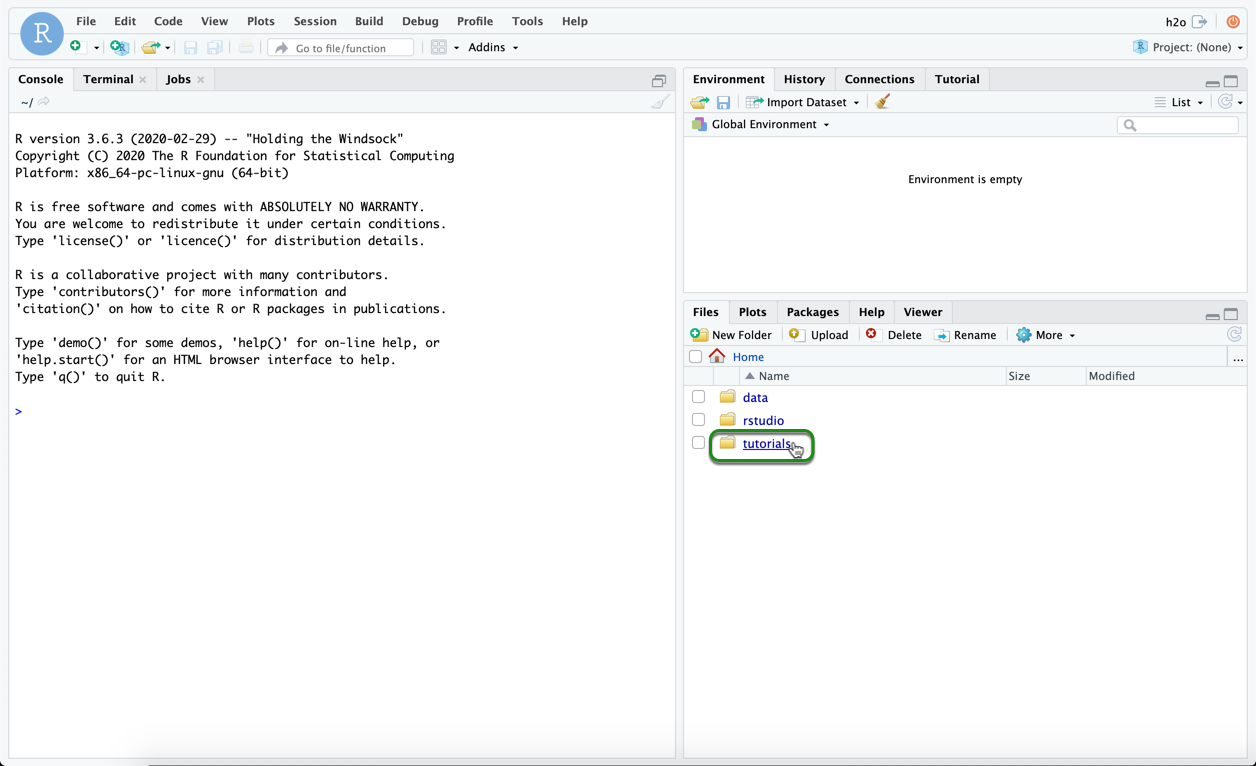 R
File Edit Code View Plots Session Build Debug Profile Tools Help
h2o
Go to file/function
Addins
Project: (None)
Console Terminal Jobs
~/
R version 3.6.3 (2020-02-29) -- "Holding the Windsock"
Copyright (C) 2020 The R Foundation for Statistical Computing
Platform: x86_64-pc-linux-gnu (64-bit)
R is free software and comes with ABSOLUTELY NO WARRANTY.
You are welcome to redistribute it under certain conditions.
Type 'license()' or 'licence()' for distribution details.
R is a collaborative project with many contributors.
Type 'contributors()' for more information and
'citation()' on how to cite R or R packages in publications.
Type 'demo()' for some demos, 'help()' for on-line help, or
'help.start()' for an HTML browser interface to help.
Type 'q()' to quit R.
>
Environment History Connections Tutorial
Import Dataset
List
Global Environment
Environment is empty
Files Plots Packages Help Viewer
New Folder Upload Delete Rename More
Home
...
Name Size Modified
data
rstudio
tutorials